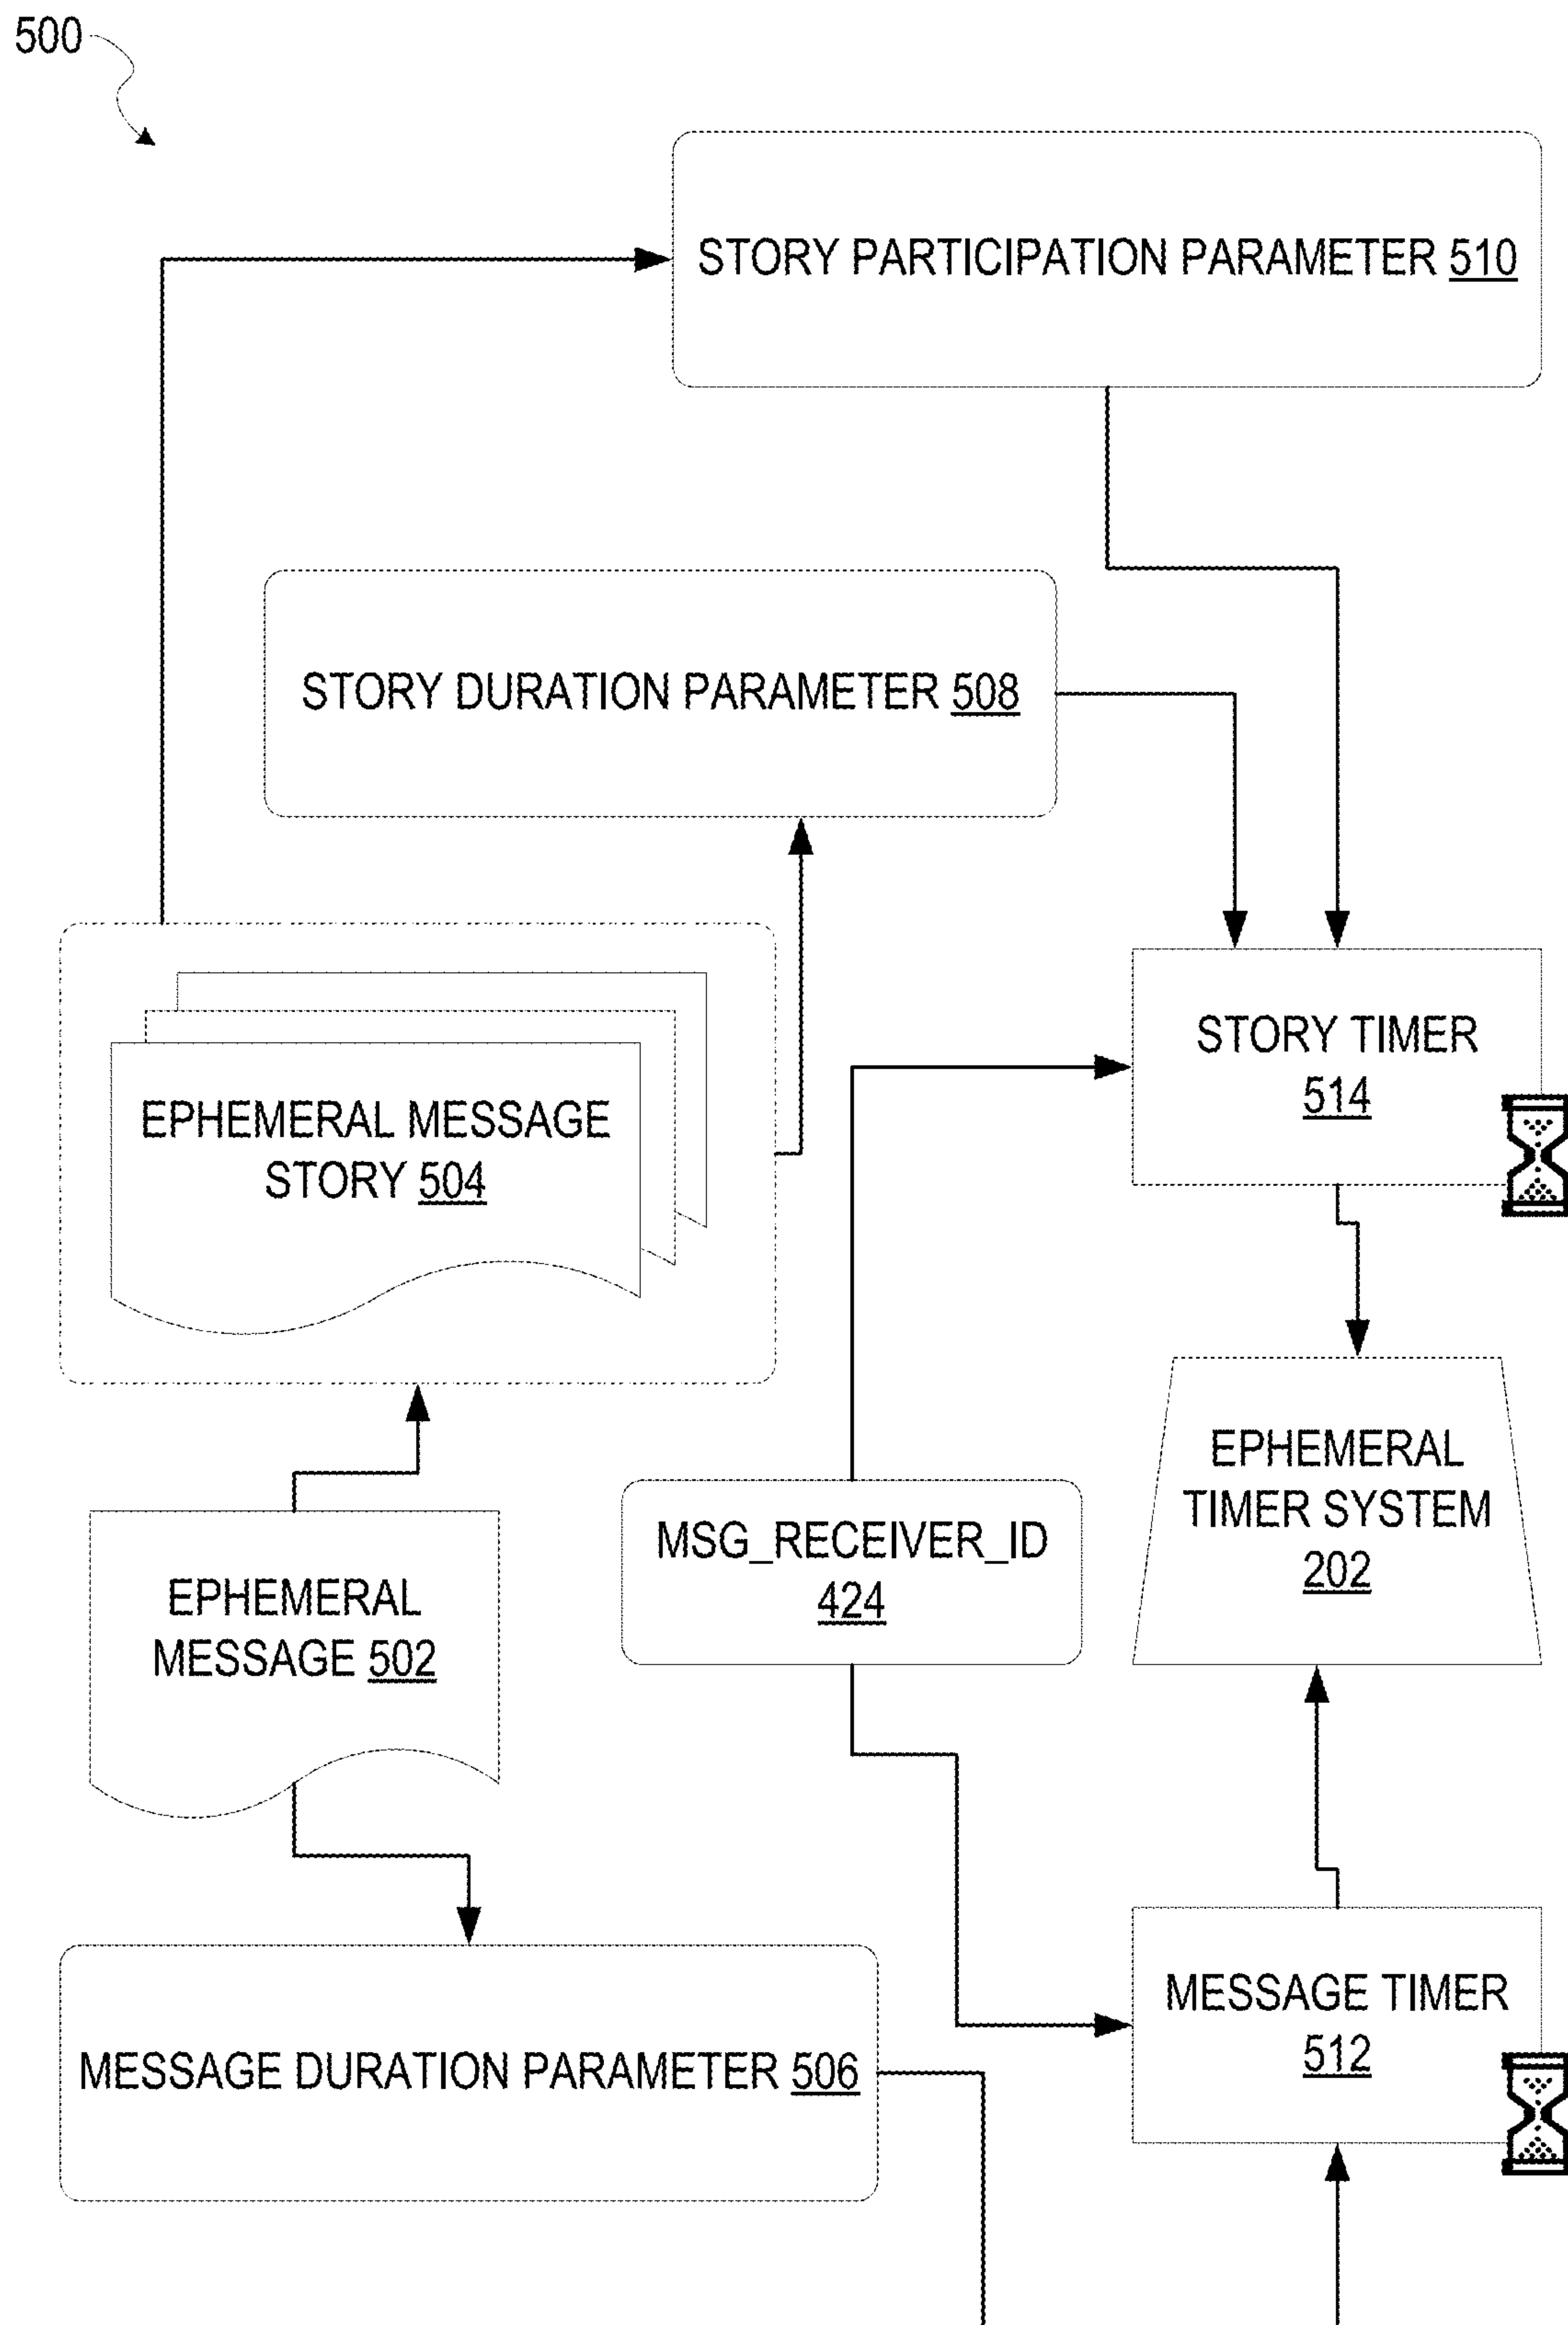 500
STORY PARTICIPATION PARAMETER 510
STORY DURATION PARAMETER 508
EPHEMERAL MESSAGE
STORY 504
STORY TIMER
514
EPHEMERAL
TIMER SYSTEM
202
MSG_RECEIVER_ID
424
EPHEMERAL
MESSAGE 502
MESSAGE TIMER
512
MESSAGE DURATION PARAMETER 506